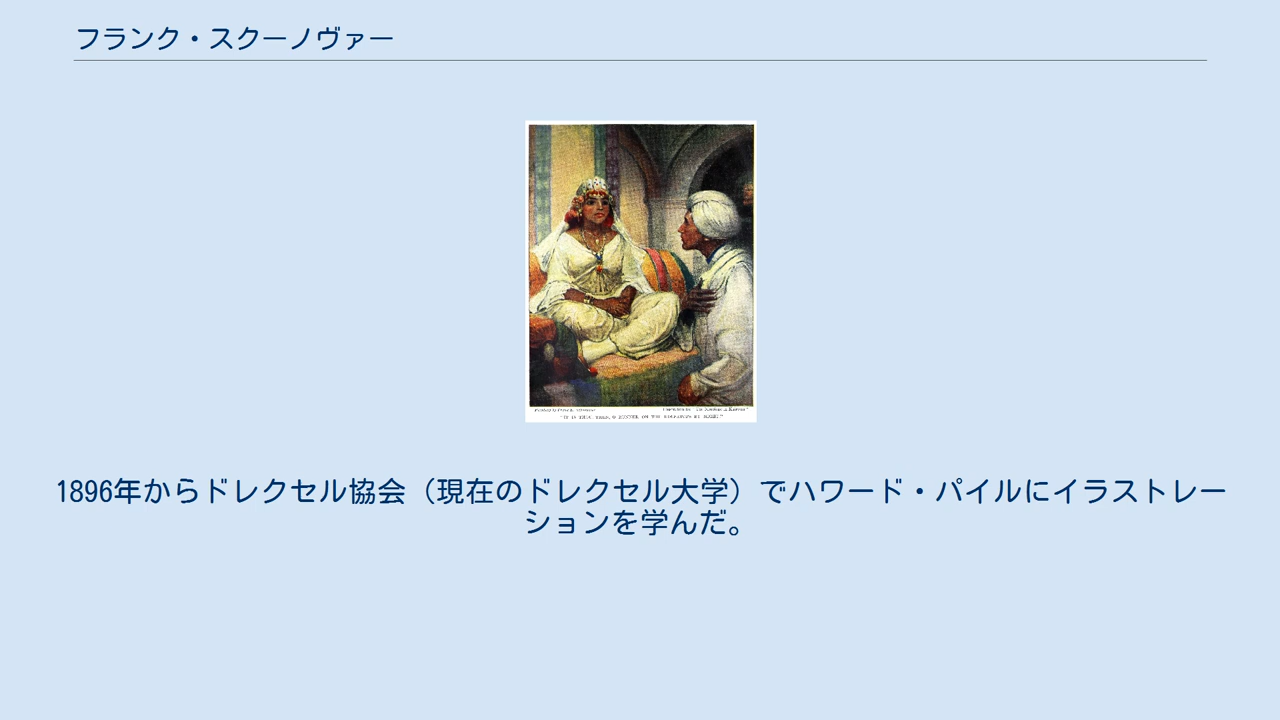 フランク・スクーノヴァー
1896年からドレクセル協会（現在のドレクセル大学）でハワード・パイルにイラストレー
ションを学んだ。